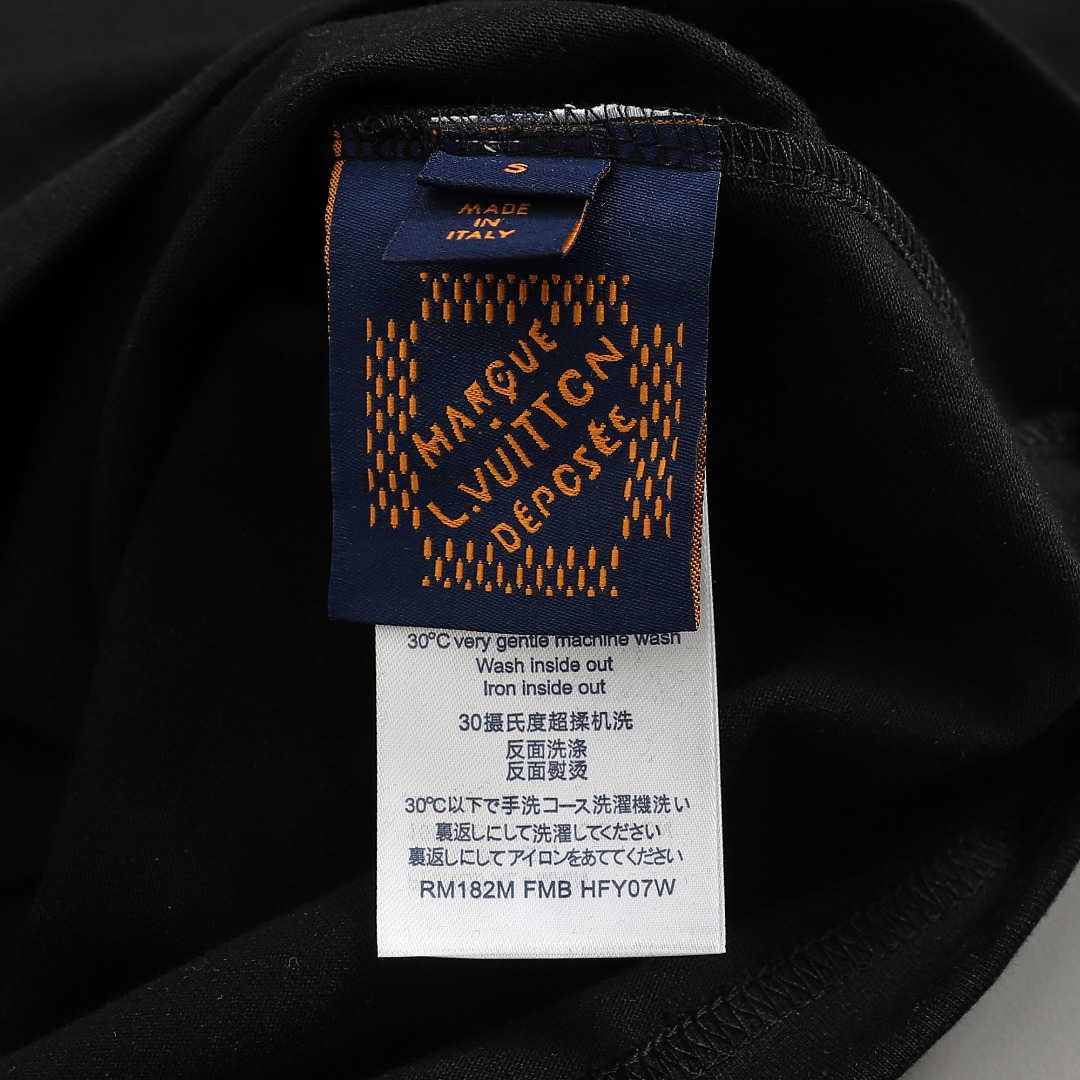 S
MADE
IN
ITALY
MARQUE
L.VUITTON
DEPOSÉE
30°C very gentle machine wash
Wash inside out
Iron inside out
30摄氏度超揉机洗
反面洗涤
反面熨烫
30℃以下で手洗コース洗濯機洗い
裏返しにして洗濯してください
裏返しにしてアイロンをあててください
RM182M FMB HFY07W